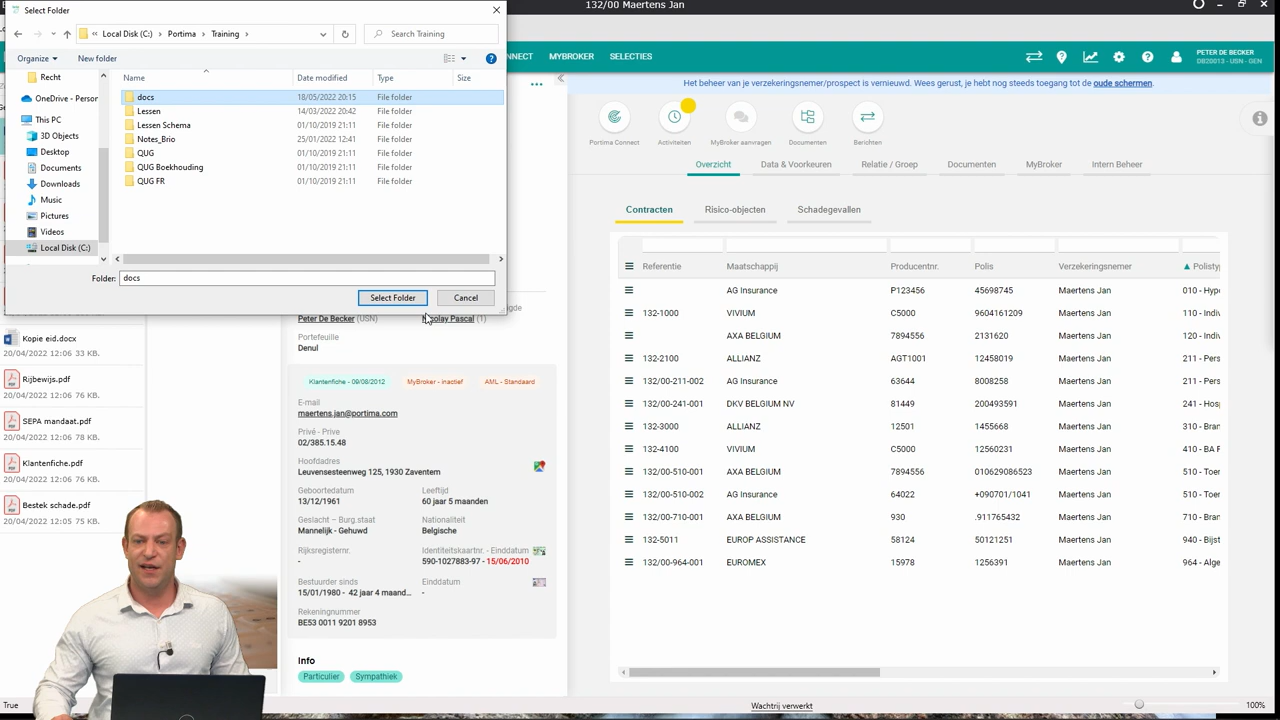 Select Folder
132/00 Maertens Jan
« Local Disk (C:) › Portima › Training ›
Search Training
Organize
New folder
NNECT
MYBROKER
SELECTIES
PETER DE BECKER
DB20013 - USN - GEN
Het beheer van je verzekeringsnemer/prospect is vernieuwd. Wees gerust, je hebt nog steeds toegang tot de oude schermen.
Name
Date modified
Type
Size
Recht
OneDrive - Person
This PC
3D Objects
Desktop
Documents
Downloads
Music
Pictures
Videos
Local Disk (C:)
docs 18/05/2022 20:15 File folder
Lessen 14/03/2022 20:42 File folder
Lessen Schema 01/10/2019 21:11 File folder
Notes_Brio 25/01/2022 12:41 File folder
QUG 01/10/2019 21:11 File folder
QUG Boekhouding 01/10/2019 21:11 File folder
QUG FR 01/10/2019 21:11 File folder
Folder: docs
Select Folder
Cancel
Portima Connect
Activiteiten
MyBroker aanvragen
Documenten
Berichten
Overzicht
Data & Voorkeuren
Relatie / Groep
Documenten
MyBroker
Intern Beheer
Contracten
Risico-objecten
Schadegevallen
Referentie Maatschappij Producentnr. Polis Verzekeringsnemer Polisty
AG Insurance P123456 45698745 Maertens Jan 010 - Hyp
132-1000 VIVIUM C5000 9604161209 Maertens Jan 110 - Indiv
AXA BELGIUM 7894556 2131620 Maertens Jan 120 - Indiv
132-2100 ALLIANZ AGT1001 12458019 Maertens Jan 211 - Pers
132/00-211-002 AG Insurance 63644 8008258 Maertens Jan 211 - Pers
132/00-241-001 DKV BELGIUM NV 81449 200493591 Maertens Jan 241 - Hosp
132-3000 ALLIANZ 12501 1455668 Maertens Jan 310 - Bran
132-4100 VIVIUM C5000 12560231 Maertens Jan 410 - BA F
132/00-510-001 AXA BELGIUM 7894556 010629086523 Maertens Jan 510 - Toer
132/00-510-002 AG Insurance 64022 +090701/1041 Maertens Jan 510 - Toer
132/00-710-001 AXA BELGIUM 930 .911765432 Maertens Jan 710 - Bran
132-5011 EUROP ASSISTANCE 58124 50121251 Maertens Jan 940 - Bijst
132/00-964-001 EUROMEX 15978 1256391 Maertens Jan 964 - Alge
Peter De Becker (USN)
Pascal (1)
Portefeuille
Denul
Klantenfiche - 09/08/2012
MyBroker - inactief
AML - Standaard
E-mail
maertens.jan@portima.com
Privé - Prive
02/385.15.48
Hoofdadres
Leuvensesteenweg 125, 1930 Zaventem
Geboortedatum
Leeftijd
13/12/1961
60 jaar 5 maanden
Geslacht – Burg.staat
Nationaliteit
Mannelijk - Gehuwd
Belgische
Rijksregisternr.
Identiteitskaartnr. - Einddatum
-
590-1027883-97 - 15/06/2010
Bestuurder sinds
Einddatum
15/01/1980 - 42 jaar 4 maand...
-
Rekeningnummer
BE53 0011 9201 8953
Info
Particulier
Sympathiek
Kopie eid.docx
20/04/2022 12:06 33 KB.
Rijbewijs.pdf
20/04/2022 12:06 76 KB.
SEPA mandaat.pdf
20/04/2022 12:06 78 KB.
Klantenfiche.pdf
20/04/2022 12:06 77 KB.
Bestek schade.pdf
20/04/2022 12:05 75 KB.
True
Wachtrij verwerkt
100%